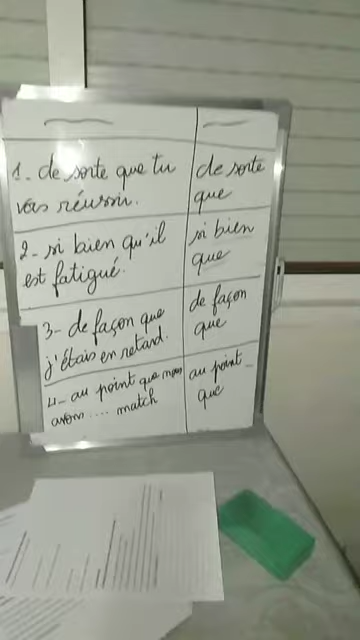 1- de sorte que tu
vas réussir.
de sorte
que
2- si bien qu'il
est fatigué.
si bien
que
3- de façon que
j'étais en retard.
de façon
que
4- au point que nous
avons .... match
au point
que